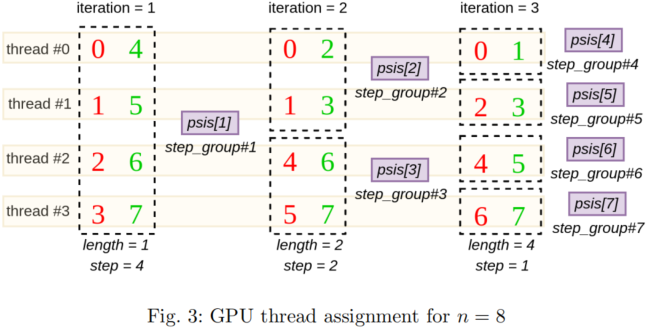 iteration = 1 iteration = 2 iteration = 3
thread #0 0 4 0 2 0 1 psis[4]
step_group#4
psis[2]
step_group#2
thread #1 1 5 1 3 2 3 psis[5]
step_group#5
psis[1]
step_group#1
thread #2 2 6 4 6 4 5 psis[6]
step_group#6
psis[3]
step_group#3
thread #3 3 7 5 7 6 7 psis[7]
step_group#7
length = 1 length = 2 length = 4
step = 4 step = 2 step = 1
Fig. 3: GPU thread assignment for n = 8